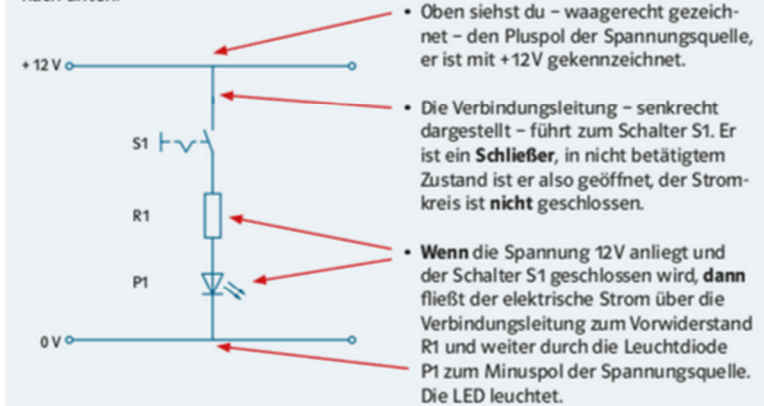 • Oben siehst du – waagerecht gezeich-
net – den Pluspol der Spannungsquelle,
er ist mit +12V gekennzeichnet.
+12 V
• Die Verbindungsleitung – senkrecht
dargestellt – führt zum Schalter S1. Er
ist ein Schließer, in nicht betätigtem
Zustand ist er also geöffnet, der Strom-
kreis ist nicht geschlossen.
S1
R1
P1
• Wenn die Spannung 12V anliegt und
der Schalter S1 geschlossen wird, dann
fließt der elektrische Strom über die
Verbindungsleitung zum Vorwiderstand
R1 und weiter durch die Leuchtdiode
P1 zum Minuspol der Spannungsquelle.
Die LED leuchtet.
0 V